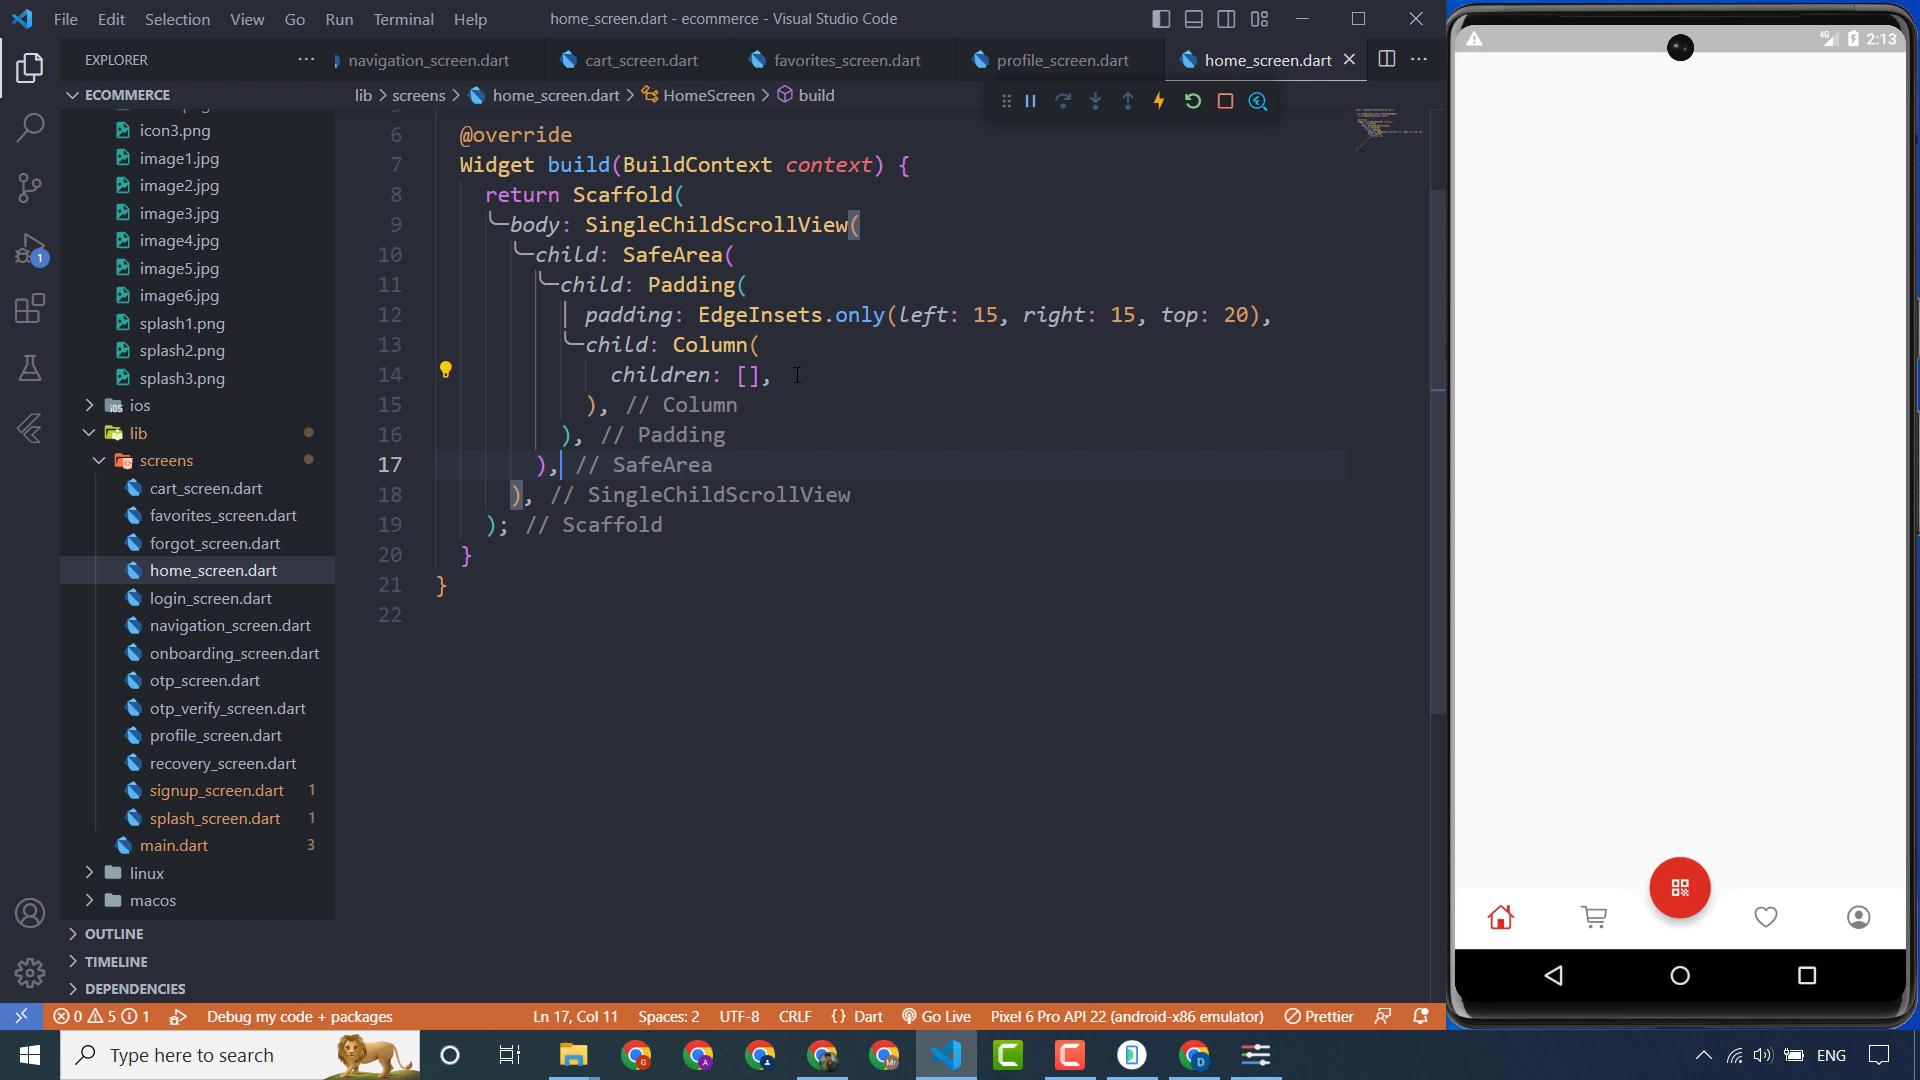 File Edit Selection View Go Run Terminal Help
home_screen.dart - ecommerce - Visual Studio Code
EXPLORER
navigation_screen.dart
cart_screen.dart
favorites_screen.dart
profile_screen.dart
home_screen.dart
ECOMMERCE
lib > screens > home_screen.dart > HomeScreen > build
icon3.png
image1.jpg
image2.jpg
image3.jpg
image4.jpg
image5.jpg
image6.jpg
splash1.png
splash2.png
splash3.png
ios
lib
screens
cart_screen.dart
favorites_screen.dart
forgot_screen.dart
home_screen.dart
login_screen.dart
navigation_screen.dart
onboarding_screen.dart
otp_screen.dart
otp_verify_screen.dart
profile_screen.dart
recovery_screen.dart
signup_screen.dart 1
splash_screen.dart 1
main.dart 3
linux
macos
OUTLINE
TIMELINE
DEPENDENCIES
1
6 @override
7 Widget build(BuildContext context) {
8 return Scaffold(
9 body: SingleChildScrollView(
10 child: SafeArea(
11 child: Padding(
12 padding: EdgeInsets.only(left: 15, right: 15, top: 20),
13 child: Column(
14 children: [],
15 ), // Column
16 ), // Padding
17 ), // SafeArea
18 ), // SingleChildScrollView
19 ); // Scaffold
20 }
21 }
22
4G 2:13
0 5 1 Debug my code + packages
Ln 17, Col 11 Spaces: 2 UTF-8 CRLF {} Dart Go Live Pixel 6 Pro API 22 (android-x86 emulator) Prettier
Type here to search
ENG